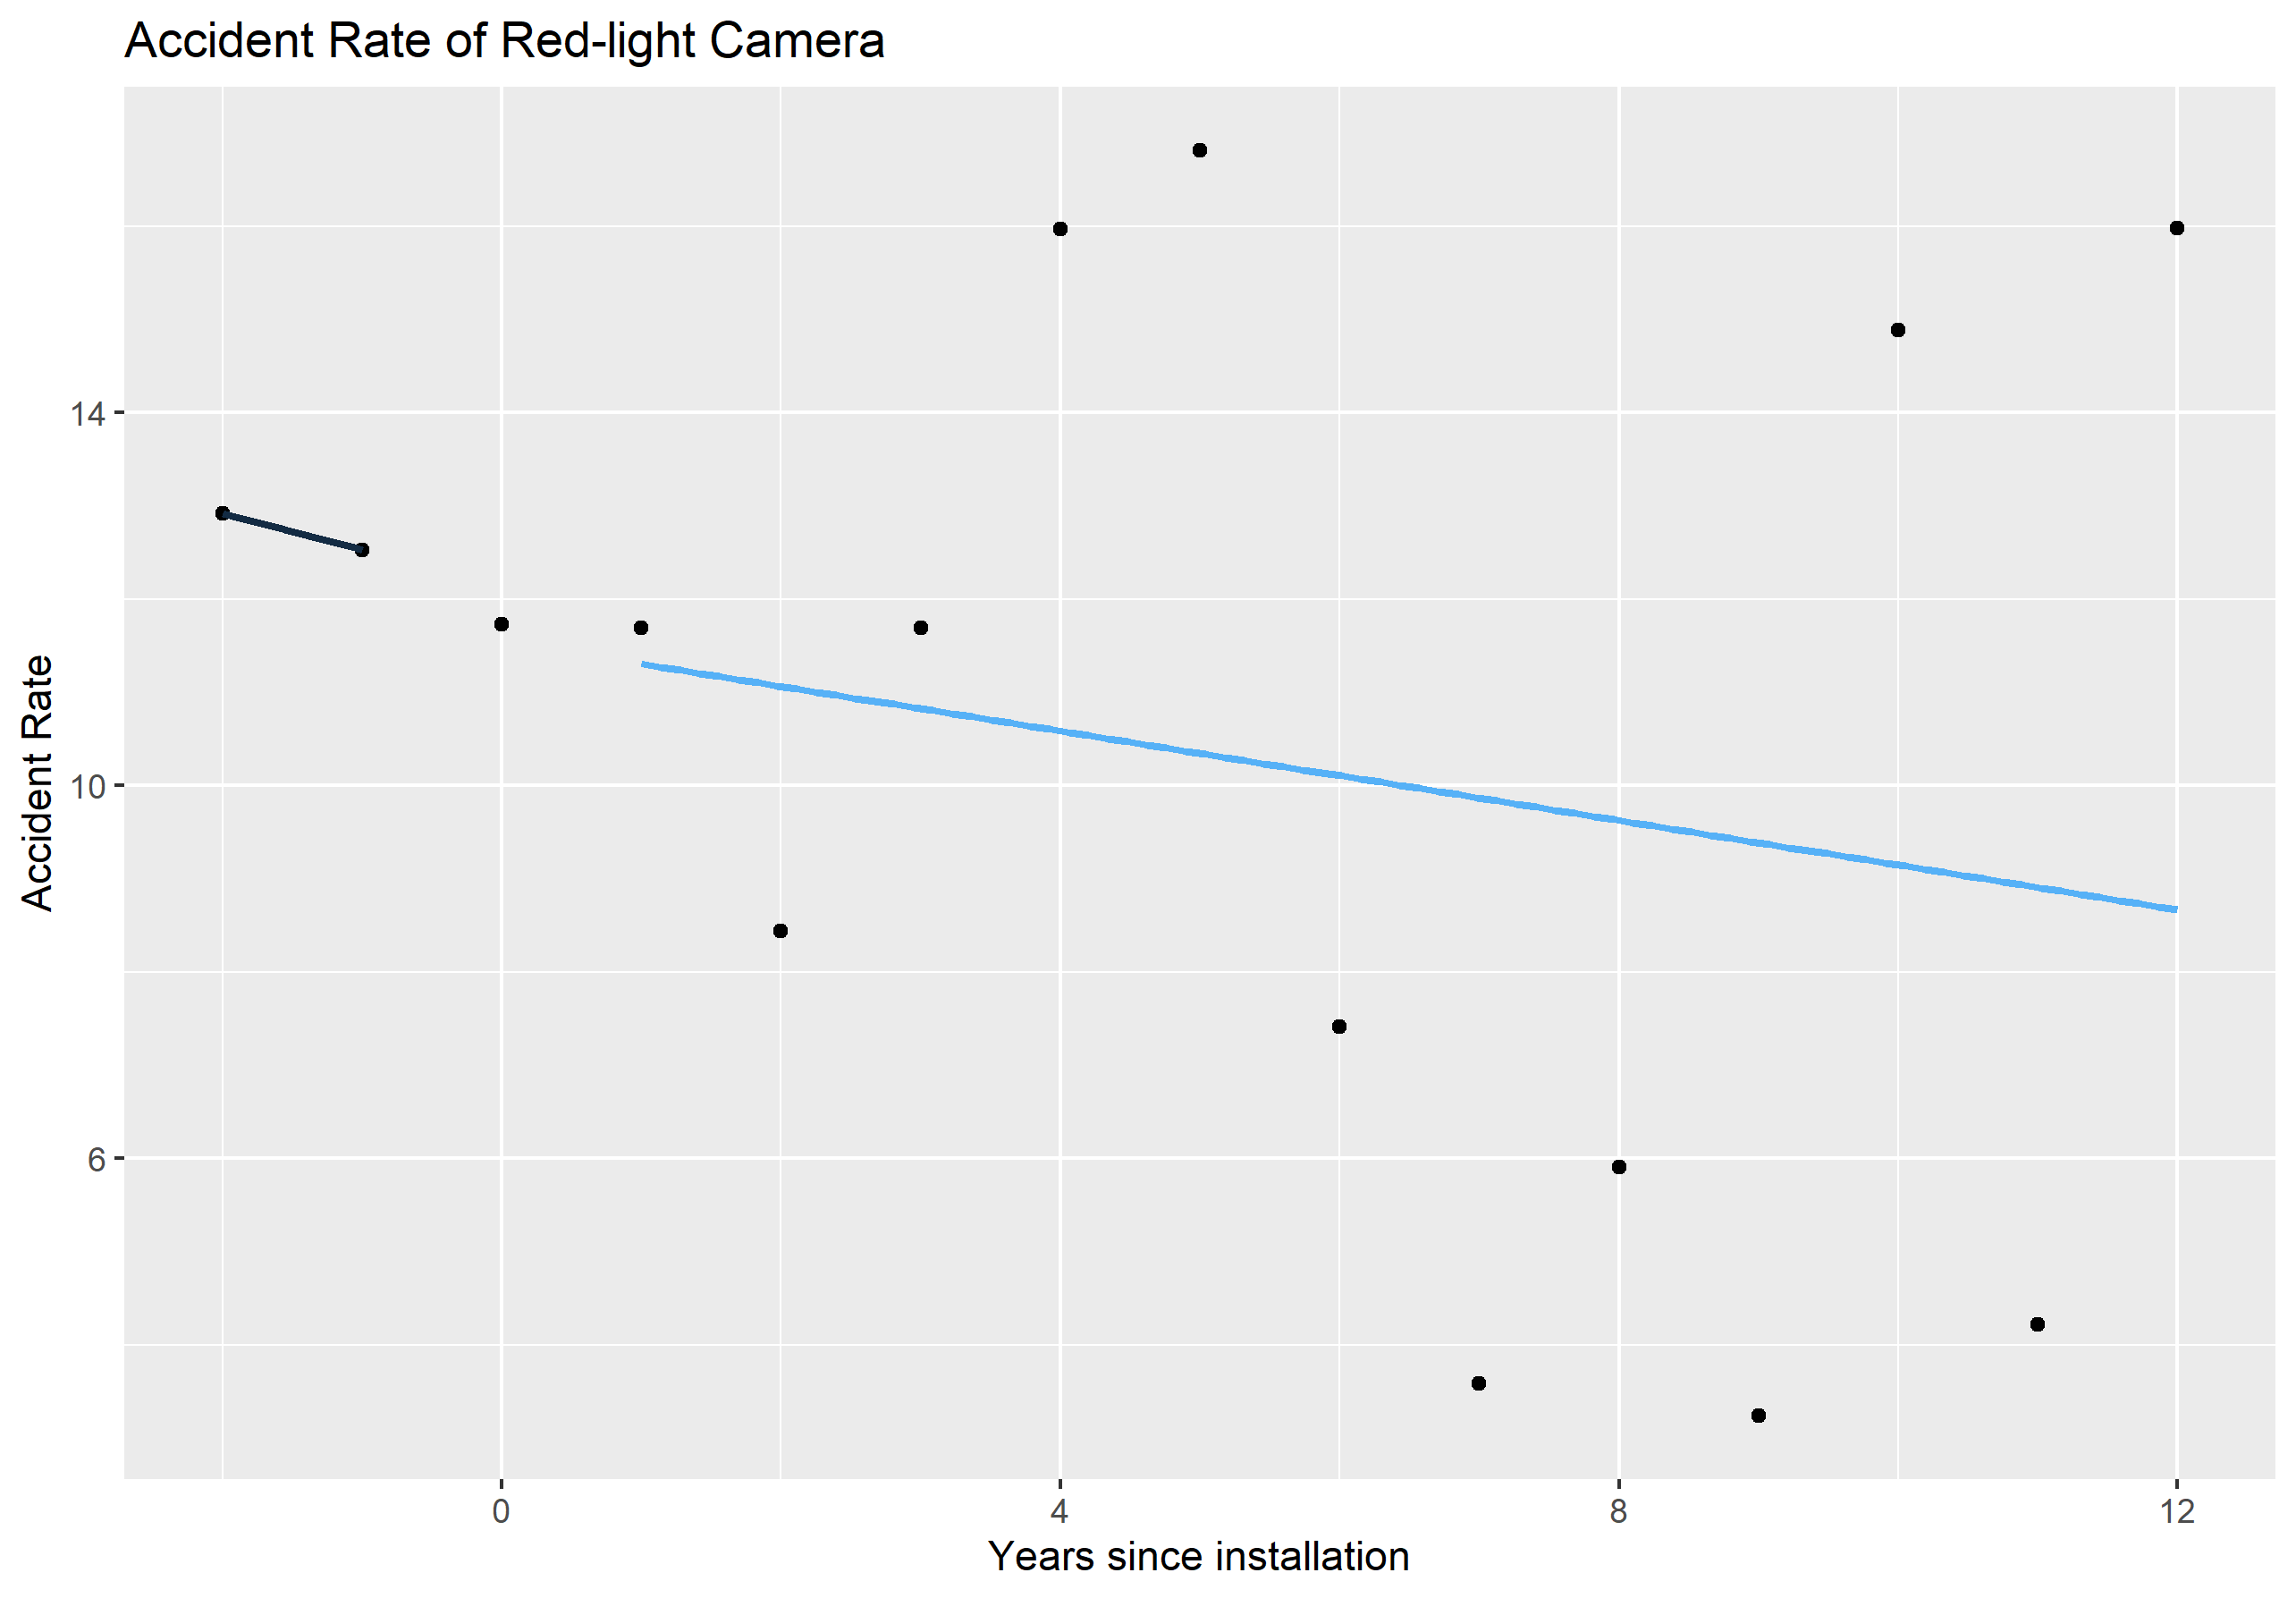 Accident Rate of Red-light Camera
14
10
6
Accident Rate
0 4 8 12
Years since installation